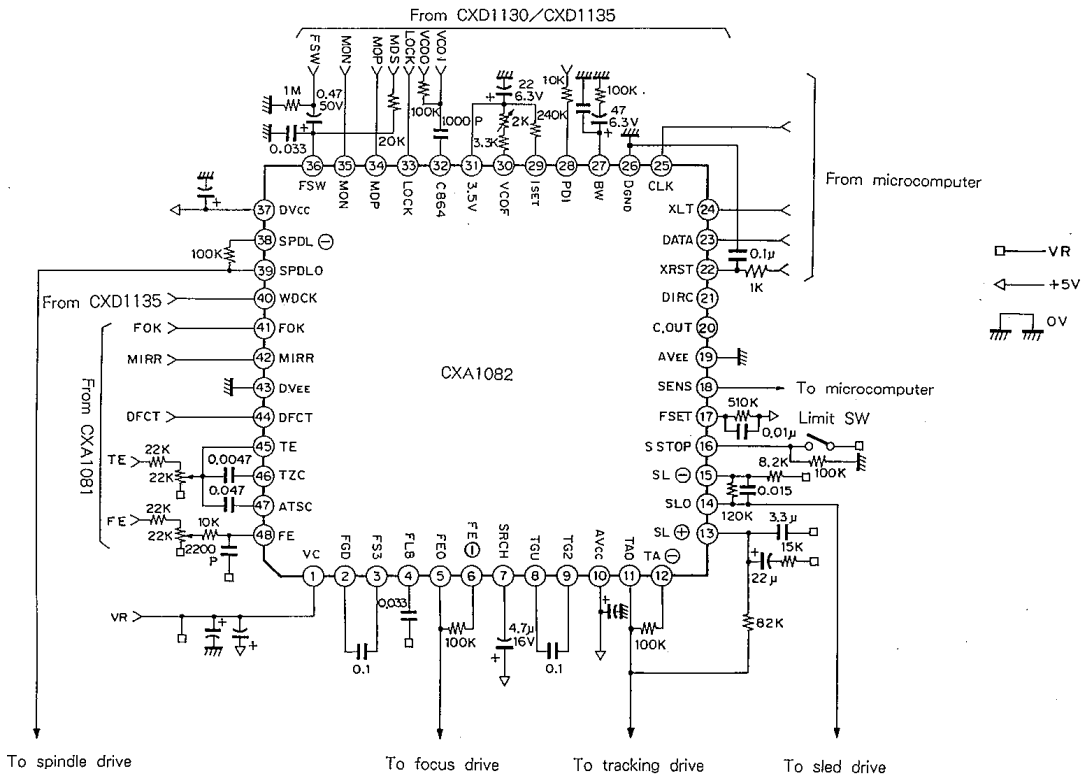 From CXD1130/CXD1135
FSW
MON
MOP
MDS
LOCK
VCOO
VCOI
1M
0.47
50V
0.033
20K
100K
1000P
22
6.3V
2K
3.3K
240K
10K
100K
47
6.3V
36 35 34 33 32 31 30 29 28 27 26 25
FSW MON MDP LOCK C864 3.5V VCOF ISET PDI BW DGND CLK
From microcomputer
37 DVCC
38 SPDL ⊖
100K
39 SPDLO
From CXD1135
40 WDCK
FOK
41 FOK
MIRR
42 MIRR
43 DVEE
DFCT
44 DFCT
From CXA1081
45 TE
TE
22K
22K
0.0047
46 TZC
0.047
47 ATSC
FE
22K
22K
10K
48 FE
2200
P
CXA1082
XLT 24
DATA 23
0.1μ
XRST 22
1K
DIRC 21
C.OUT 20
AVEE 19
SENS 18
To microcomputer
FSET 17
510K
0.01μ
Limit SW
S STOP 16
100K
SL ⊖ 15
8.2K
0.015
SLO 14
120K
SL ⊕ 13
3.3μ
15K
22μ
82K
VR
+5V
0V
VC FGD FS3 FLB FEO FE⊖ SRCH TGU TG2 AVCC TAO TA⊖
1 2 3 4 5 6 7 8 9 10 11 12
VR
0.1
0.033
100K
4.7μ
16V
0.1
100K
To spindle drive
To focus drive
To tracking drive
To sled drive